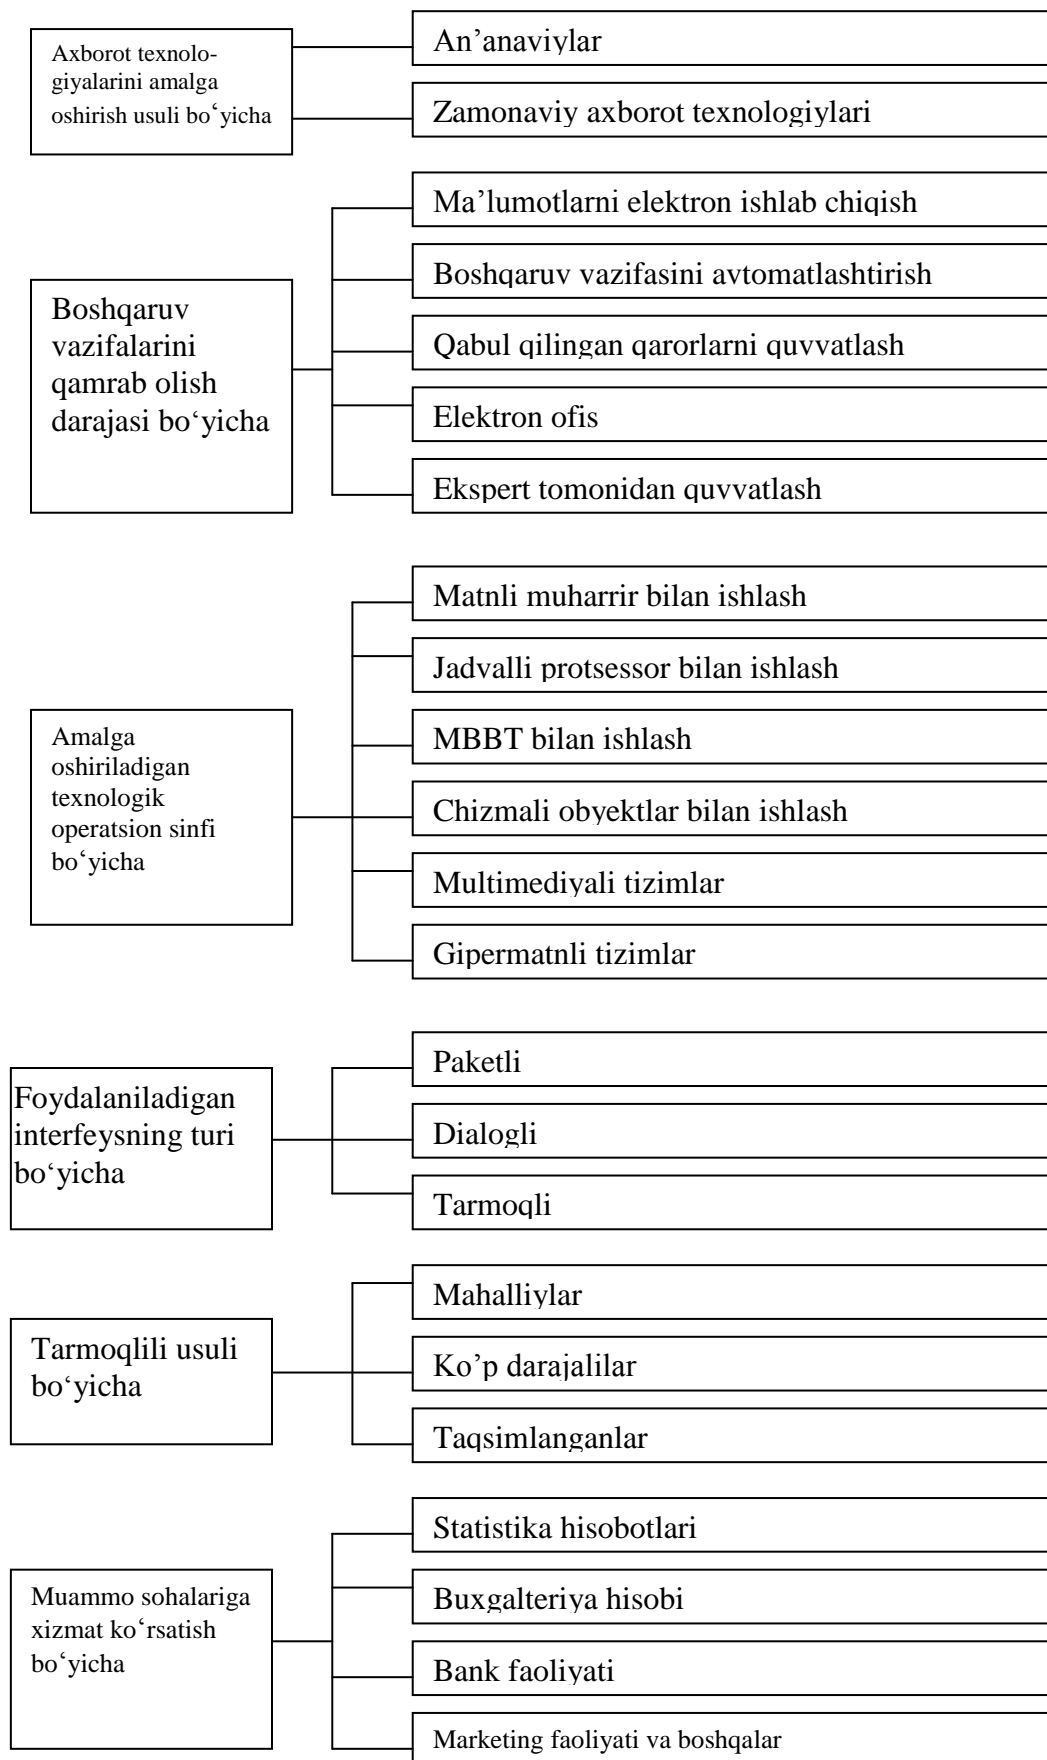 Axborot texnolo-
giyalarini amalga
oshirish usuli bo‘yicha
An’anaviylar
Zamonaviy axborot texnologiylari
Boshqaruv
vazifalarini
qamrab olish
darajasi bo‘yicha
Ma’lumotlarni elektron ishlab chiqish
Boshqaruv vazifasini avtomatlashtirish
Qabul qilingan qarorlarni quvvatlash
Elektron ofis
Ekspert tomonidan quvvatlash
Amalga
oshiriladigan
texnologik
operatsion sinfi
bo‘yicha
Matnli muharrir bilan ishlash
Jadvalli protsessor bilan ishlash
MBBT bilan ishlash
Chizmali obyektlar bilan ishlash
Multimediyali tizimlar
Gipermatnli tizimlar
Foydalaniladigan
interfeysning turi
bo‘yicha
Paketli
Dialogli
Tarmoqli
Tarmoqlili usuli
bo‘yicha
Mahalliylar
Ko’p darajalilar
Taqsimlanganlar
Muammo sohalariga
xizmat ko‘rsatish
bo‘yicha
Statistika hisobotlari
Buxgalteriya hisobi
Bank faoliyati
Marketing faoliyati va boshqalar